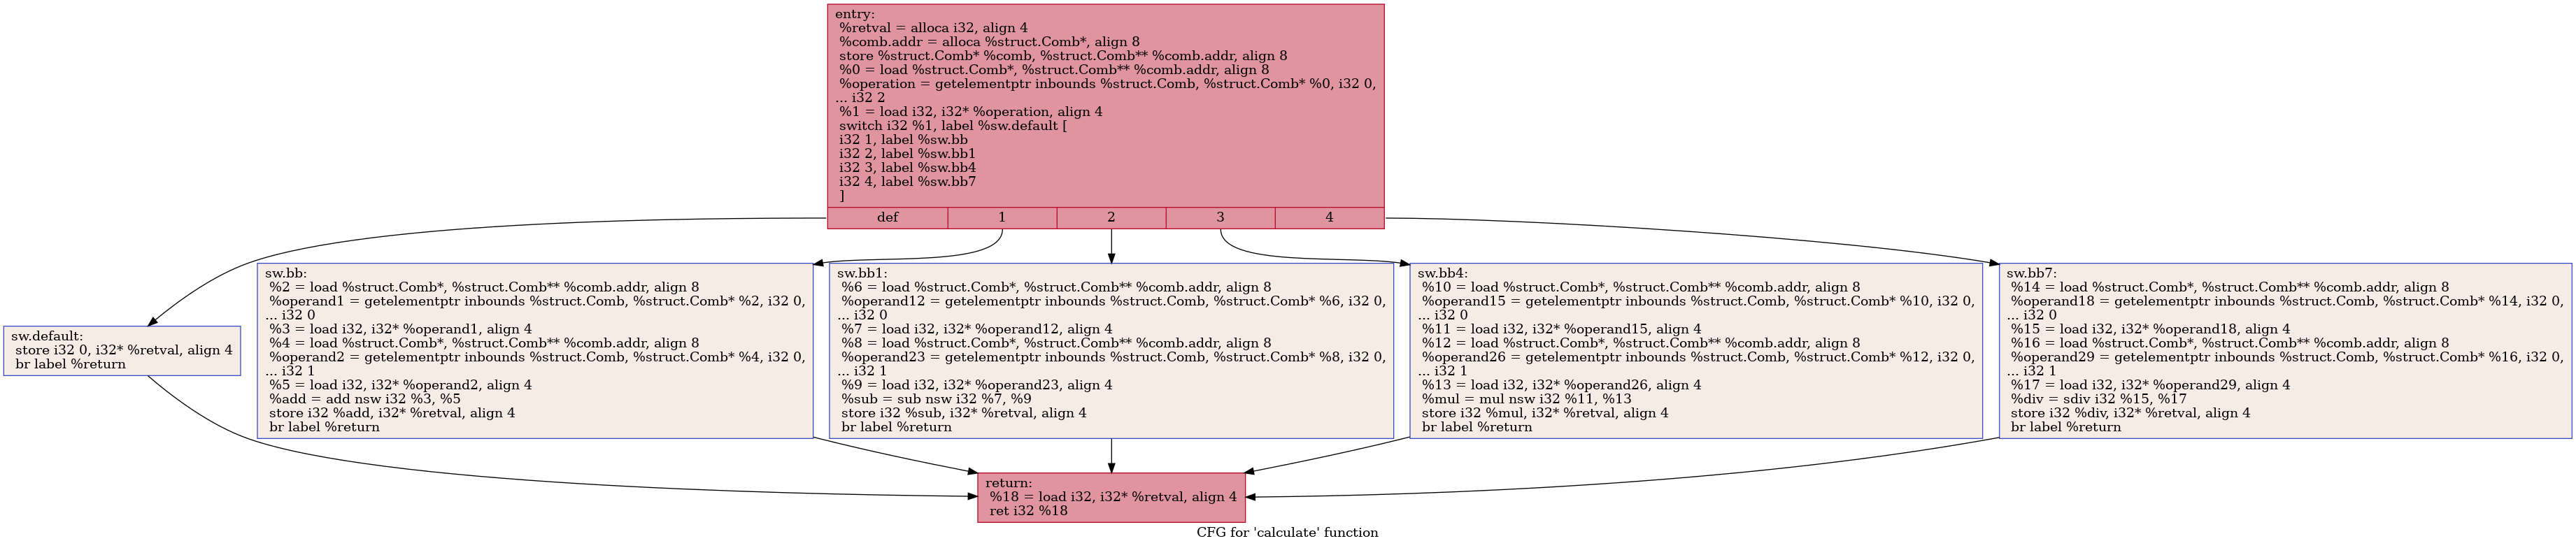 entry:
%retval = alloca i32, align 4
%comb.addr = alloca %struct.Comb*, align 8
store %struct.Comb* %comb, %struct.Comb** %comb.addr, align 8
%0 = load %struct.Comb*, %struct.Comb** %comb.addr, align 8
%operation = getelementptr inbounds %struct.Comb, %struct.Comb* %0, i32 0,
... i32 2
%1 = load i32, i32* %operation, align 4
switch i32 %1, label %sw.default [
i32 1, label %sw.bb
i32 2, label %sw.bb1
i32 3, label %sw.bb4
i32 4, label %sw.bb7
]
def 1 2 3 4
sw.default:
store i32 0, i32* %retval, align 4
br label %return
sw.bb:
%2 = load %struct.Comb*, %struct.Comb** %comb.addr, align 8
%operand1 = getelementptr inbounds %struct.Comb, %struct.Comb* %2, i32 0,
... i32 0
%3 = load i32, i32* %operand1, align 4
%4 = load %struct.Comb*, %struct.Comb** %comb.addr, align 8
%operand2 = getelementptr inbounds %struct.Comb, %struct.Comb* %4, i32 0,
... i32 1
%5 = load i32, i32* %operand2, align 4
%add = add nsw i32 %3, %5
store i32 %add, i32* %retval, align 4
br label %return
sw.bb1:
%6 = load %struct.Comb*, %struct.Comb** %comb.addr, align 8
%operand12 = getelementptr inbounds %struct.Comb, %struct.Comb* %6, i32 0,
... i32 0
%7 = load i32, i32* %operand12, align 4
%8 = load %struct.Comb*, %struct.Comb** %comb.addr, align 8
%operand23 = getelementptr inbounds %struct.Comb, %struct.Comb* %8, i32 0,
... i32 1
%9 = load i32, i32* %operand23, align 4
%sub = sub nsw i32 %7, %9
store i32 %sub, i32* %retval, align 4
br label %return
sw.bb4:
%10 = load %struct.Comb*, %struct.Comb** %comb.addr, align 8
%operand15 = getelementptr inbounds %struct.Comb, %struct.Comb* %10, i32 0,
... i32 0
%11 = load i32, i32* %operand15, align 4
%12 = load %struct.Comb*, %struct.Comb** %comb.addr, align 8
%operand26 = getelementptr inbounds %struct.Comb, %struct.Comb* %12, i32 0,
... i32 1
%13 = load i32, i32* %operand26, align 4
%mul = mul nsw i32 %11, %13
store i32 %mul, i32* %retval, align 4
br label %return
sw.bb7:
%14 = load %struct.Comb*, %struct.Comb** %comb.addr, align 8
%operand18 = getelementptr inbounds %struct.Comb, %struct.Comb* %14, i32 0,
... i32 0
%15 = load i32, i32* %operand18, align 4
%16 = load %struct.Comb*, %struct.Comb** %comb.addr, align 8
%operand29 = getelementptr inbounds %struct.Comb, %struct.Comb* %16, i32 0,
... i32 1
%17 = load i32, i32* %operand29, align 4
%div = sdiv i32 %15, %17
store i32 %div, i32* %retval, align 4
br label %return
return:
%18 = load i32, i32* %retval, align 4
ret i32 %18
CFG for 'calculate' function